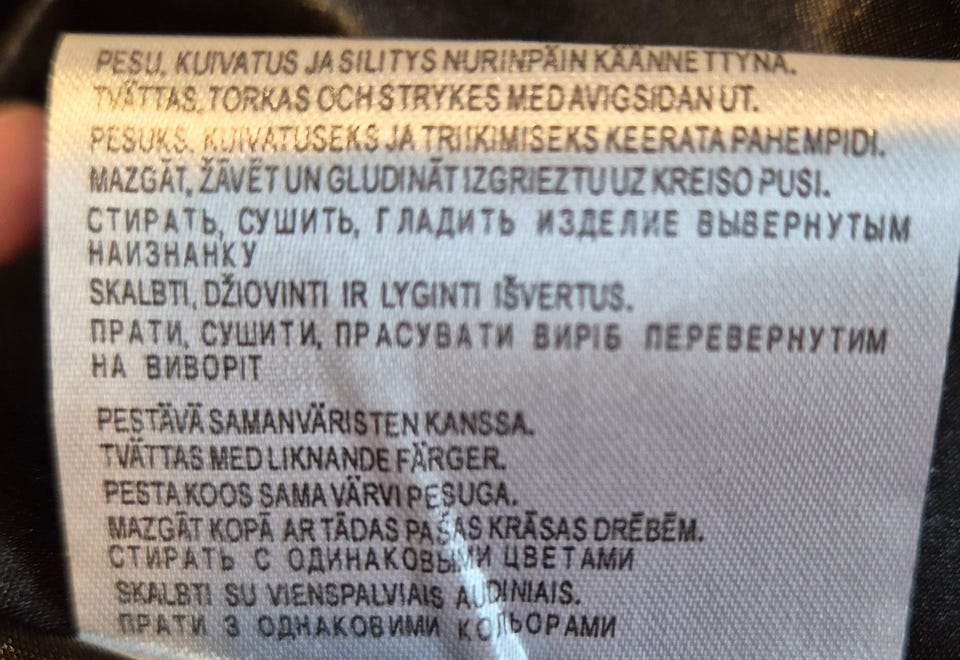 PESU, KUIVATUS JA SILITYS NURINPÄIN KÄÄNNETTYNÄ.
TVÄTTAS, TORKAS OCH STRYKES MED AVIGSIDAN UT.
PESUKS, KUIVATUSEKS JA TRIIKIMISEKS KEERATA PAHEMPIDI.
MAZGĀT, ŽĀVĒT UN GLUDINĀT IZGRIEZTU UZ KREISO PUSI.
СТИРАТЬ, СУШИТЬ, ГЛАДИТЬ ИЗДЕЛИЕ ВЫВЕРНУТЫМ
НАИЗНАНКУ
SKALBTI, DŽIOVINTI IR LYGINTI IŠVERTUS.
ПРАТИ, СУШИТИ, ПРАСУВАТИ ВИРІБ ПЕРЕВЕРНУТИМ
НА ВИВОРІТ
PESTÄVÄ SAMANVÄRISTEN KANSSA.
TVÄTTAS MED LIKNANDE FÄRGER.
PESTA KOOS SAMA VÄRVI PESUGA.
MAZGĀT KOPĀ AR TĀDAS PAŠAS KRĀSAS DRĒBĒM.
СТИРАТЬ С ОДИНАКОВЫМИ ЦВЕТАМИ
SKALBTI SU VIENSPALVIAIS AUDINIAIS.
ПРАТИ З ОДНАКОВИМИ КОЛЬОРАМИ